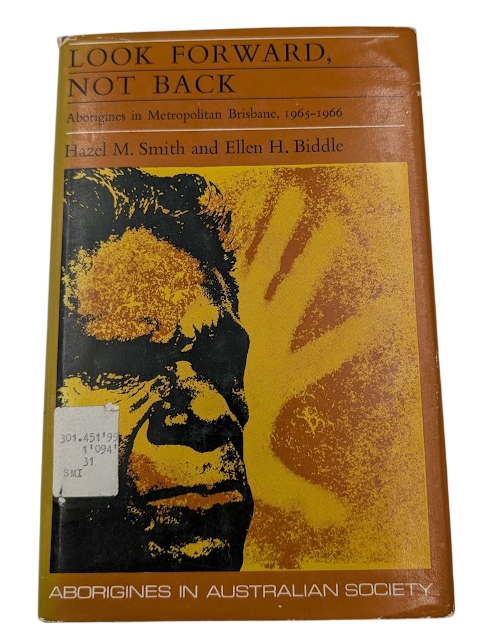 LOOK FORWARD,
NOT BACK
Aborigines in Metropolitan Brisbane, 1965-1966
Hazel M. Smith and Ellen H. Biddle
301.451'99
1'094'
31
SMI
ABORIGINES IN AUSTRALIAN SOCIETY